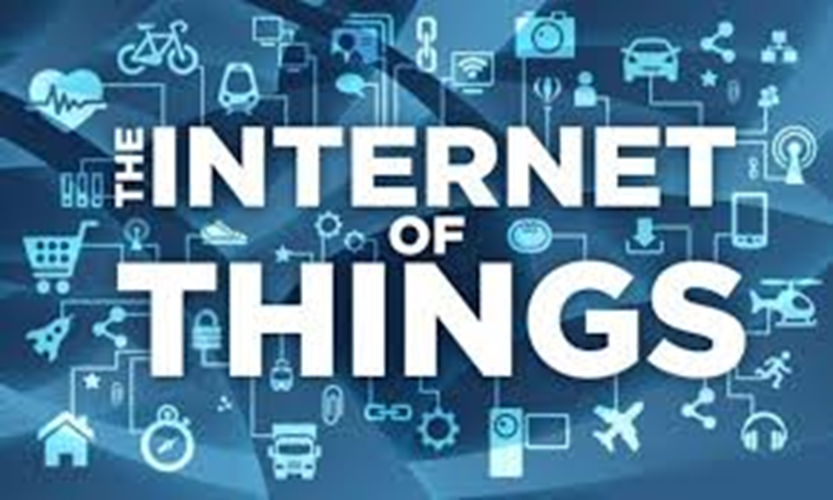 THE INTERNET
OF
THINGS